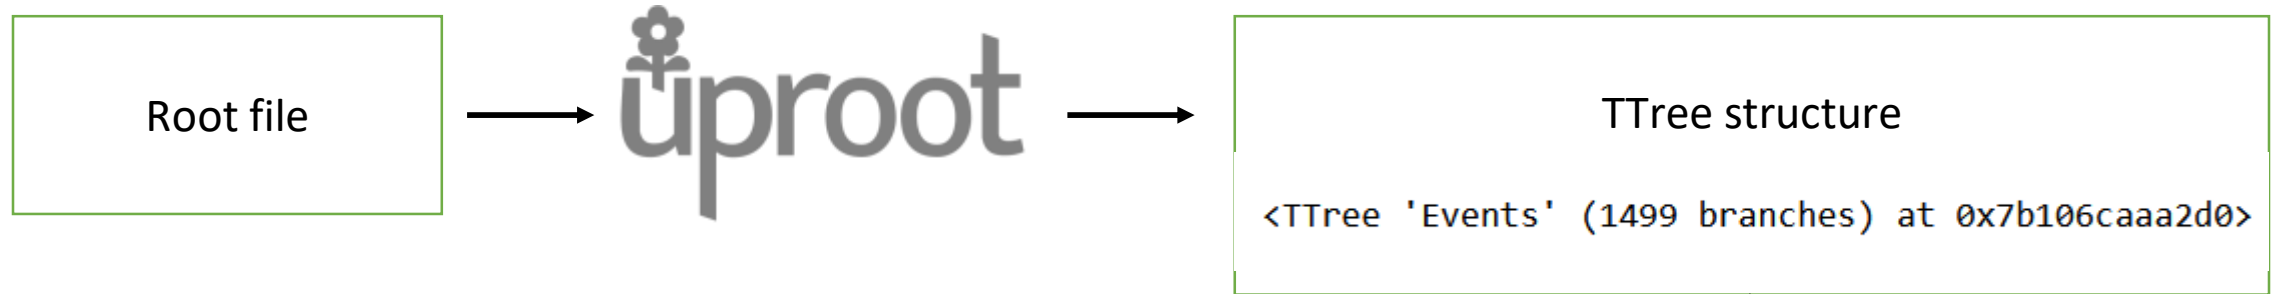 Root file
uproot
TTree structure
<TTree 'Events' (1499 branches) at 0x7b106caaa2d0>